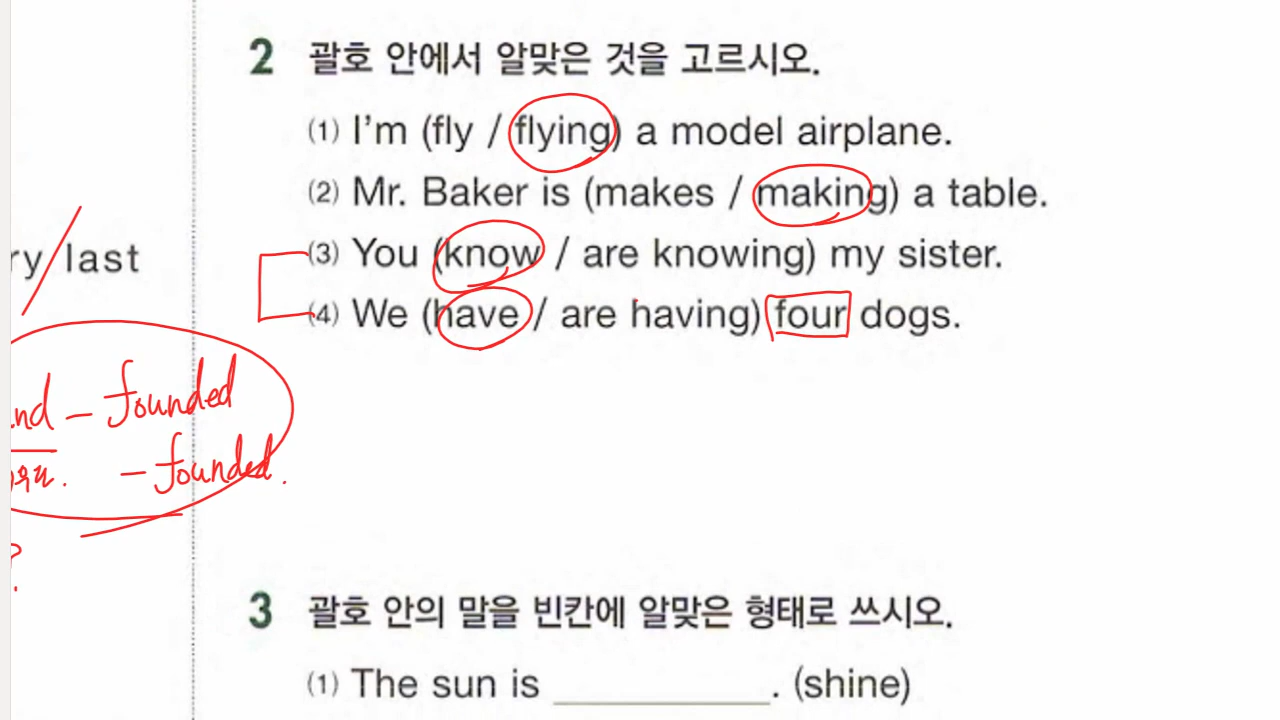 2 괄호 안에서 알맞은 것을 고르시오.
(1) I'm (fly / flying) a model airplane.
(2) Mr. Baker is (makes / making) a table.
(3) You (know / are knowing) my sister.
(4) We (have / are having) four dogs.
ry / last
nd - founded
- founded.
?
3 괄호 안의 말을 빈칸에 알맞은 형태로 쓰시오.
(1) The sun is __________. (shine)